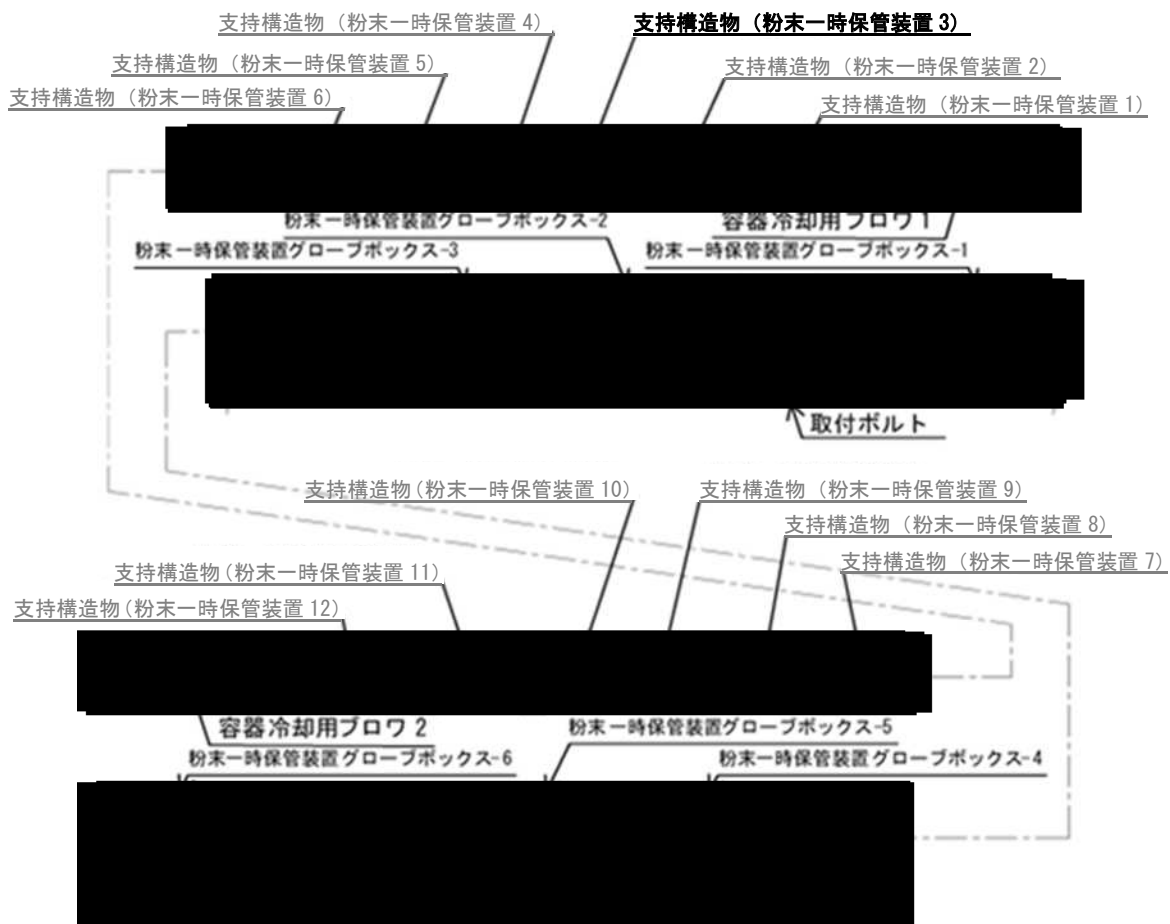 支持構造物（粉末一時保管装置 4）
支持構造物（粉末一時保管装置 3）
支持構造物（粉末一時保管装置 5）
支持構造物（粉末一時保管装置 2）
支持構造物（粉末一時保管装置 6）
支持構造物（粉末一時保管装置 1）
粉末一時保管装置グローブボックス-2
容器冷却用ブロワ 1
粉末一時保管装置グローブボックス-3
粉末一時保管装置グローブボックス-1
取付ボルト
支持構造物（粉末一時保管装置 10）
支持構造物（粉末一時保管装置 9）
支持構造物（粉末一時保管装置 8）
支持構造物（粉末一時保管装置 7）
支持構造物（粉末一時保管装置 11）
支持構造物（粉末一時保管装置 12）
容器冷却用ブロワ 2
粉末一時保管装置グローブボックス-5
粉末一時保管装置グローブボックス-6
粉末一時保管装置グローブボックス-4